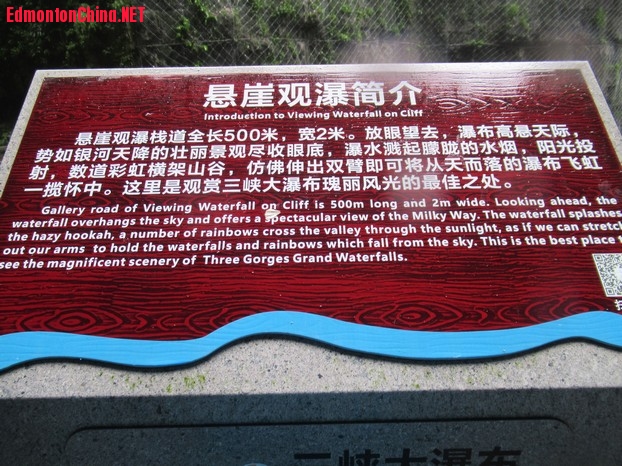 EdmontonChina.NET
悬崖观瀑简介
Introduction to Viewing Waterfall on Cliff
悬崖观瀑栈道全长500米，宽2米。放眼望去，瀑布高悬天际，
势如银河天降的壮丽景观尽收眼底，瀑水溅起朦胧的水烟，阳光投
射，数道彩虹横架山谷，仿佛伸出双臂即可将从天而落的瀑布飞虹
一揽怀中。这里是观赏三峡大瀑布瑰丽风光的最佳之处。
Gallery road of Viewing Waterfall on Cliff is 500m long and 2m wide. Looking ahead, the
waterfall overhangs the sky and offers a spectacular view of the Milky Way. The waterfall splashes
the hazy hookah, a number of rainbows cross the valley through the sunlight, as if we can stretch
out our arms to hold the waterfalls and rainbows which fall from the sky. This is the best place t
see the magnificent scenery of Three Gorges Grand Waterfalls.
三峡大瀑布